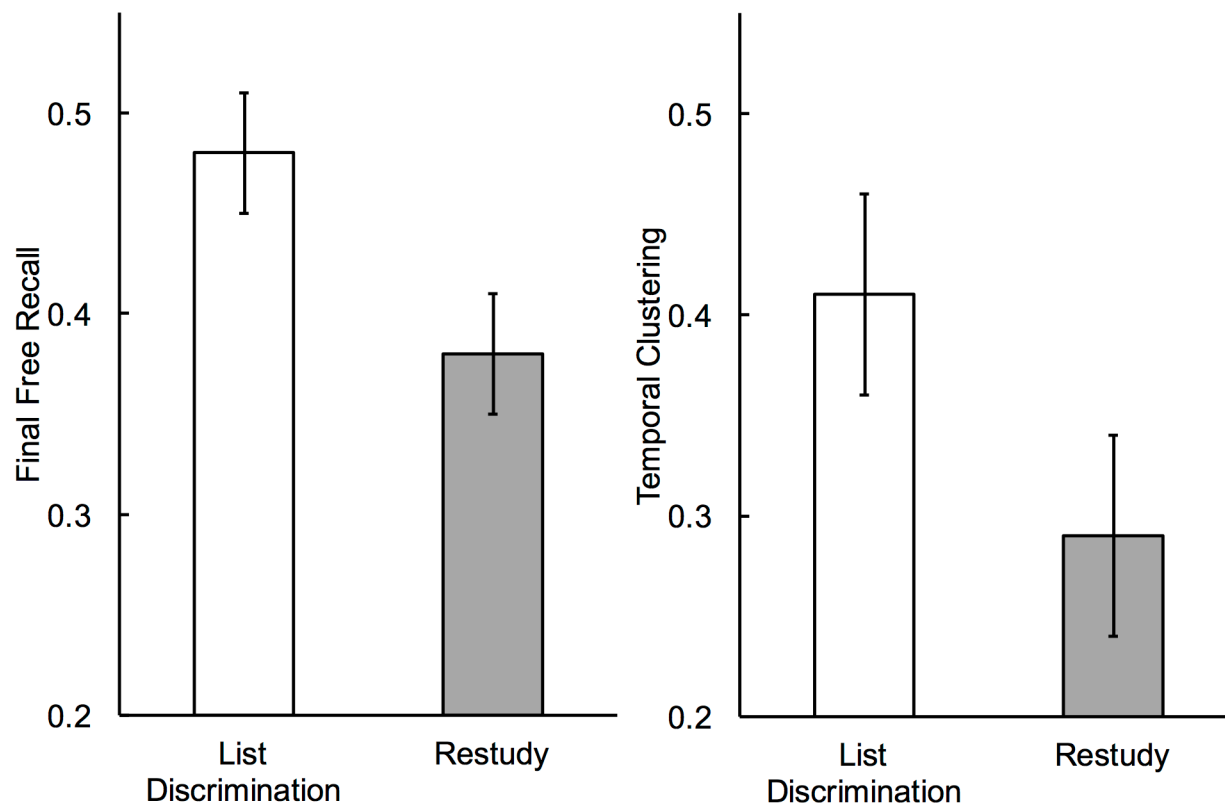 Final Free Recall
0.5
0.4
0.3
0.2
List
Discrimination
Restudy
Temporal Clustering
0.5
0.4
0.3
0.2
List
Discrimination
Restudy